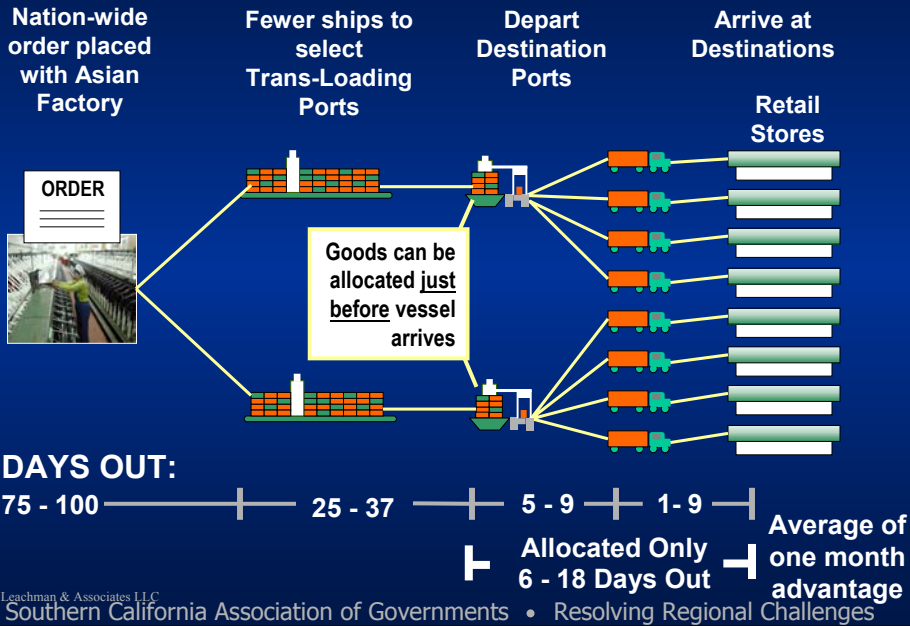 Nation-wide
order placed
with Asian
Factory
Fewer ships to
select
Trans-Loading
Ports
Depart
Destination
Ports
Arrive at
Destinations
Retail
Stores
ORDER
Goods can be
allocated just
before vessel
arrives
DAYS OUT:
75 - 100
25 - 37
5 - 9
1- 9
Allocated Only
6 - 18 Days Out
Average of
one month
advantage
Leachman & Associates LLC
Southern California Association of Governments • Resolving Regional Challenges